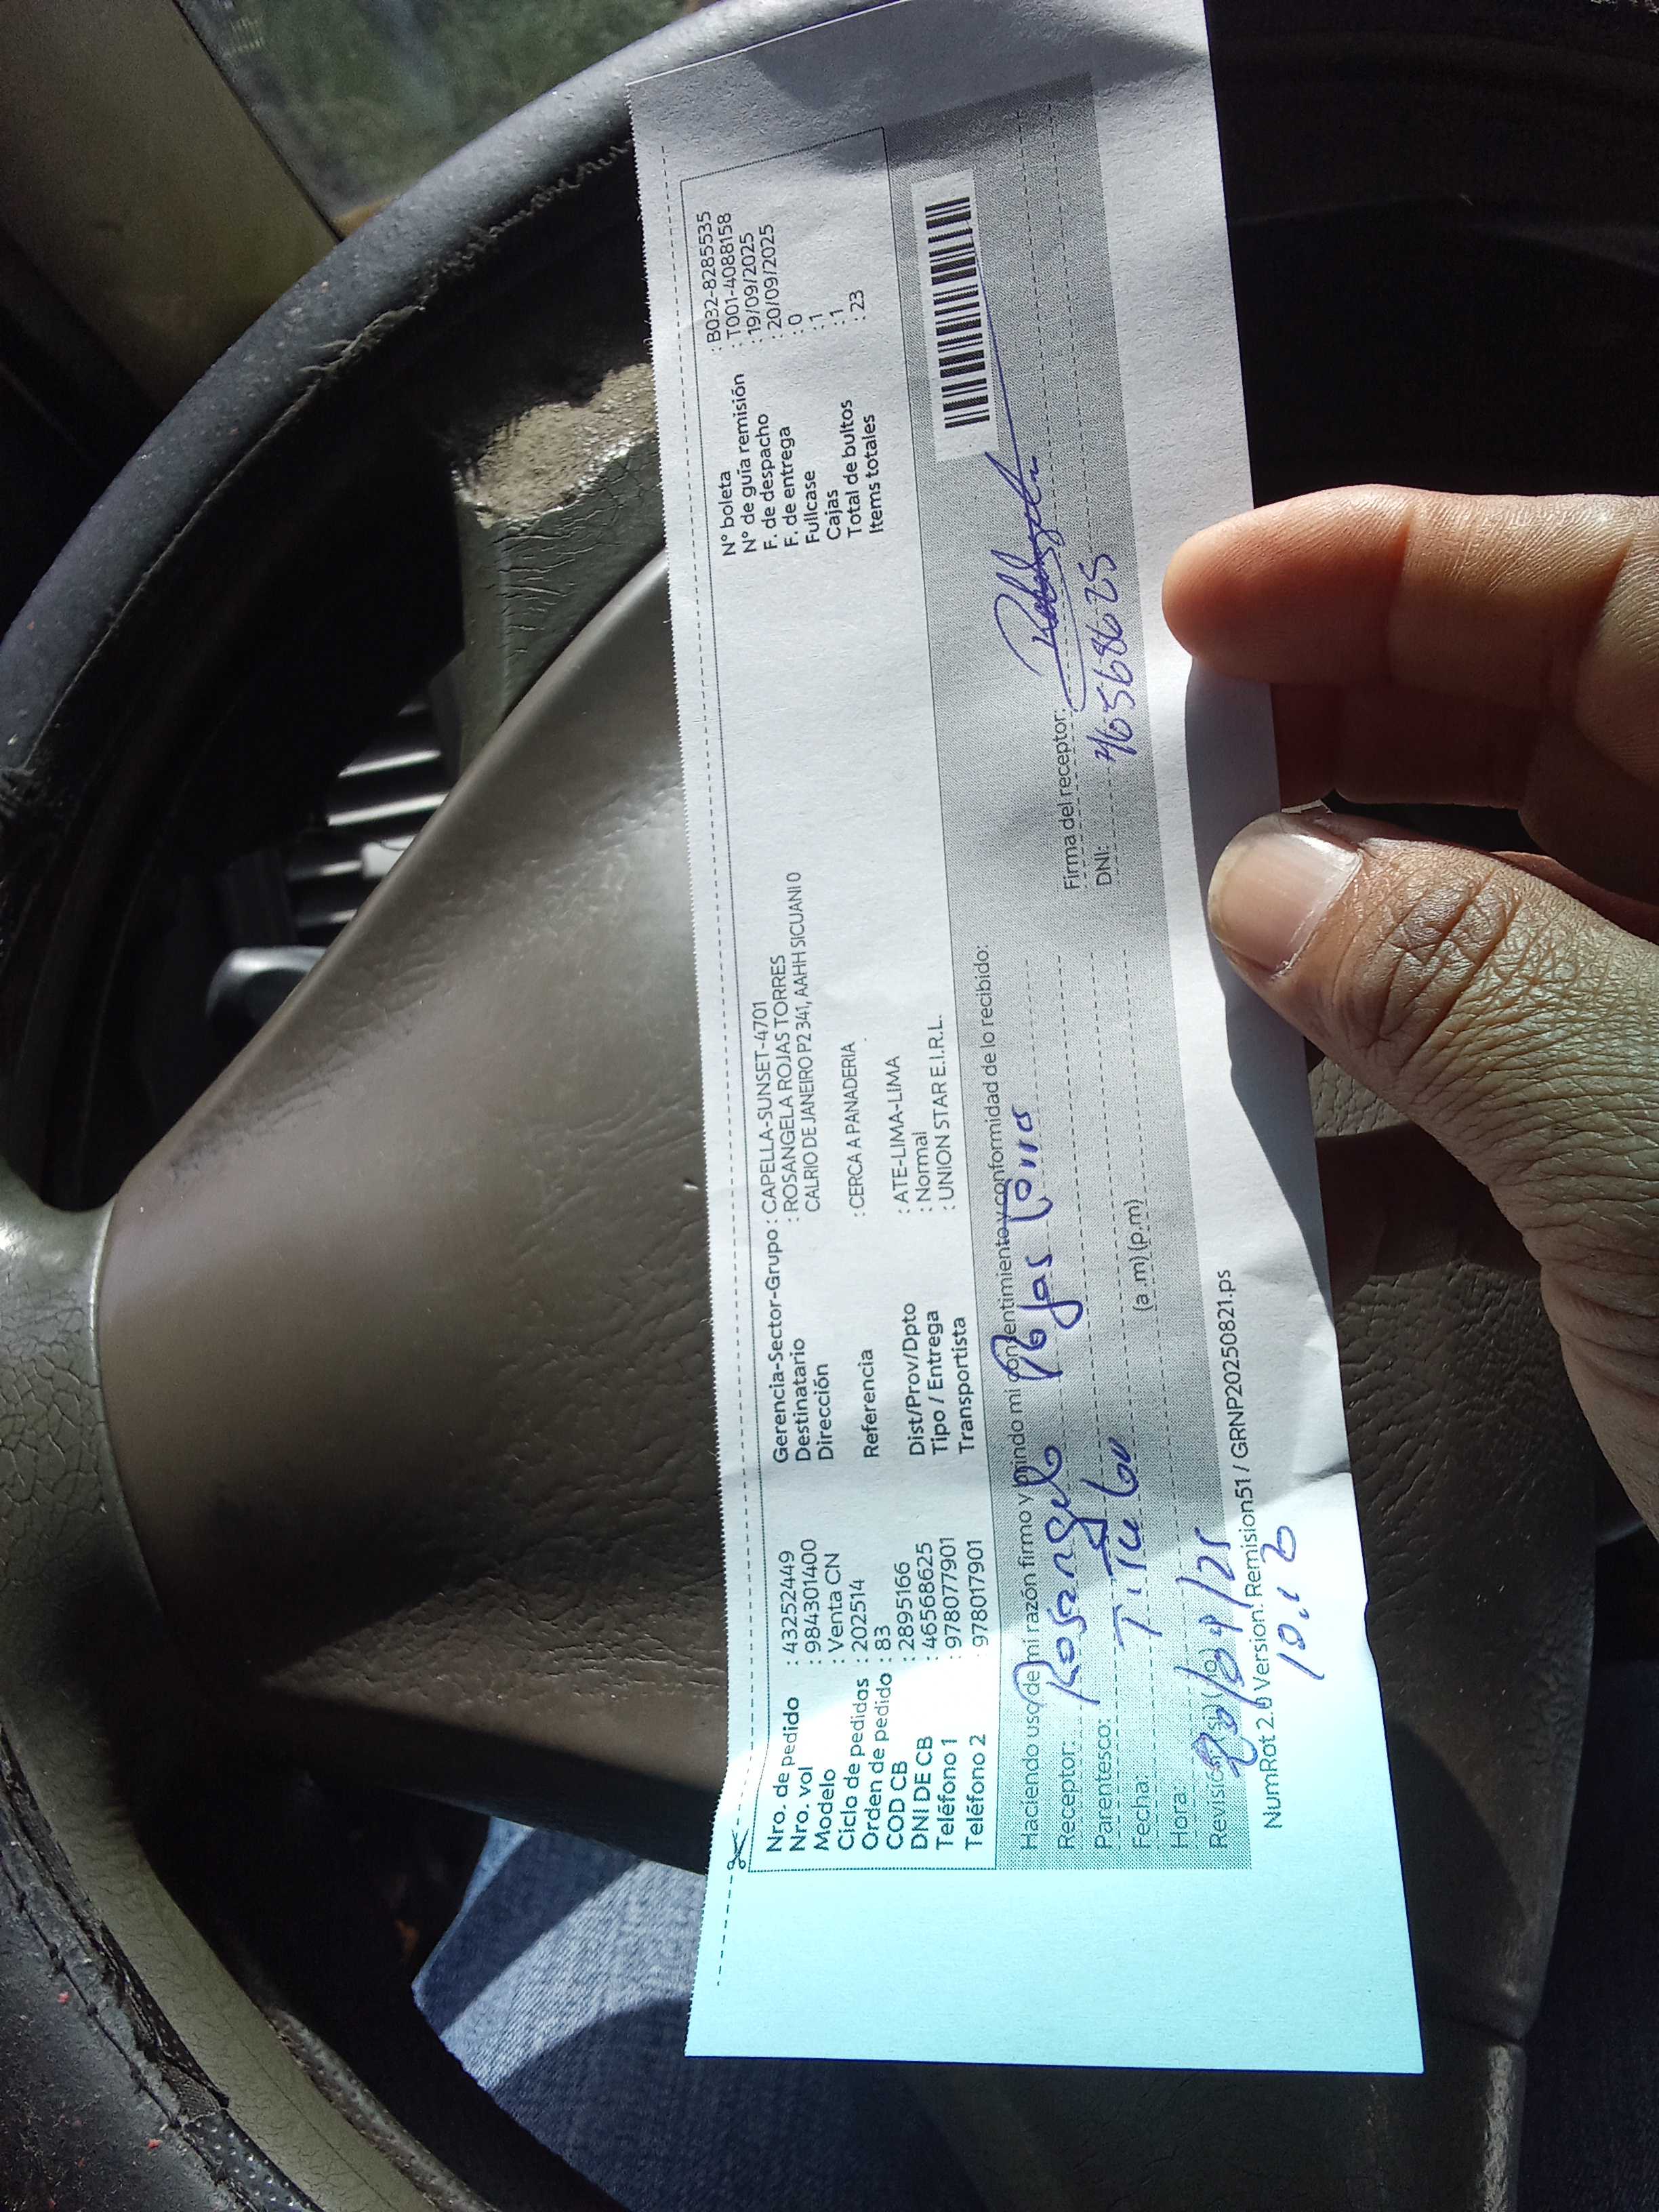 Nro. de pedido : 43252449
Nro. vol : 984301400
Modelo : Venta CN
Ciclo de pedidas : 202514
Orden de pedido : 83
COD CB : 2895166
DNI DE CB : 46568625
Teléfono 1 : 978077901
Teléfono 2 : 978017901
Gerencia-Sector-Grupo : CAPELLA-SUNSET-4701
Destinatario : ROSANGELA ROJAS TORRES
Dirección CALRIO DE JANEIRO P2 341, AAHH SICUANI 0
Referencia : CERCA A PANADERIA
Dist/Prov/Dpto : ATE-LIMA-LIMA
Tipo / Entrega : Normal
Transportista : UNION STAR E.I.R.L.
N° boleta : B032-8285535
N° de guía remisión : T001-4088158
F. de despacho : 19/09/2025
F. de entrega : 20/09/2025
Fullcase : 0
Cajas : 1
Total de bultos : 1
Items totales : 23
Haciendo uso de mi razón firmo y brindo mi consentimiento y conformidad de lo recibido:
Receptor: Rosangela Rojas Torres
Parentesco: Titular
Fecha: 20/09/25
Hora: (a .m) (p.m)
Revisión (si) (no)
Firma del receptor:
DNI: 46568625
NumRot 2.0 Version: Remision51 / GRNP20250821.ps